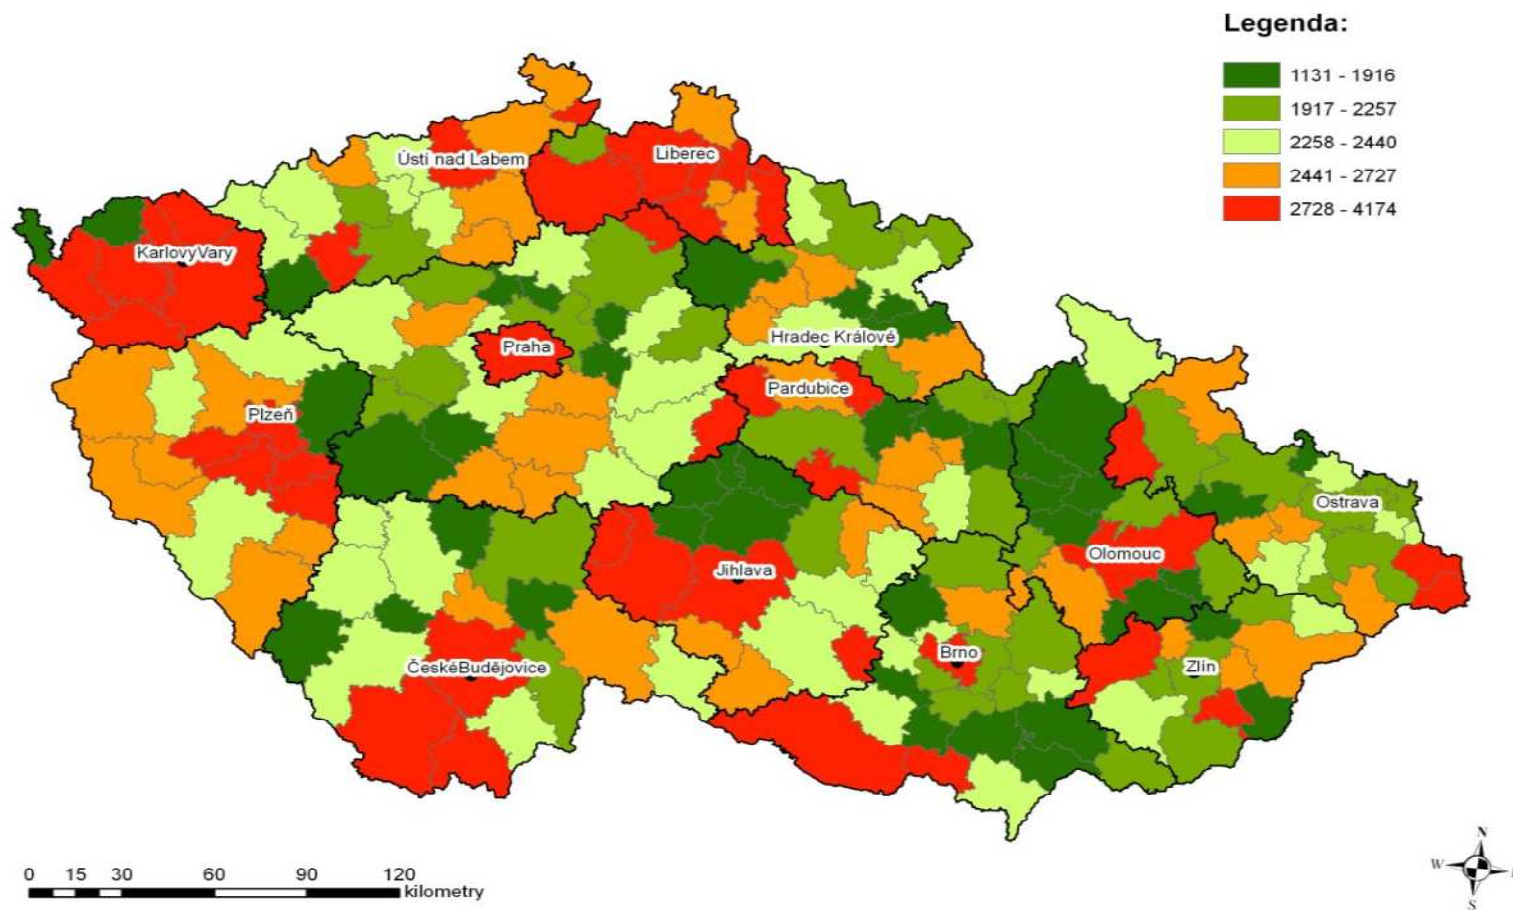 Legenda:
1131 - 1916
1917 - 2257
2258 - 2440
2441 - 2727
2728 - 4174
Ústí nad Labem
Liberec
KarlovyVary
Praha
Hradec Králové
Pardubice
Plzeň
Ostrava
Olomouc
Jihlava
Brno
Zlín
ČeskéBudějovice
0 15 30 60 90 120
kilometry
N
W
S